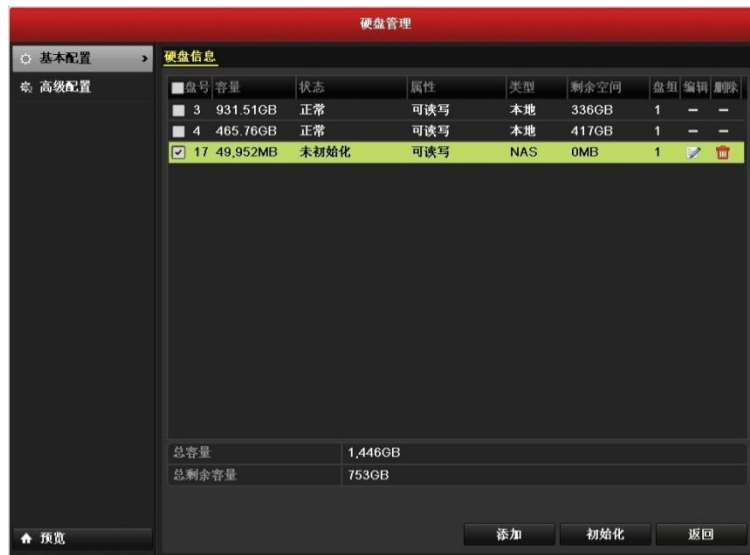 硬盘管理
基本配置
高级配置
硬盘信息
盘号 容量 状态 属性 类型 剩余空间 盘组 编辑 删除
3 931.51GB 正常 可读写 本地 336GB 1 — —
4 465.76GB 正常 可读写 本地 417GB 1 — —
17 49,952MB 未初始化 可读写 NAS 0MB 1
总容量 1,446GB
总剩余容量 753GB
添加 初始化 返回
预览